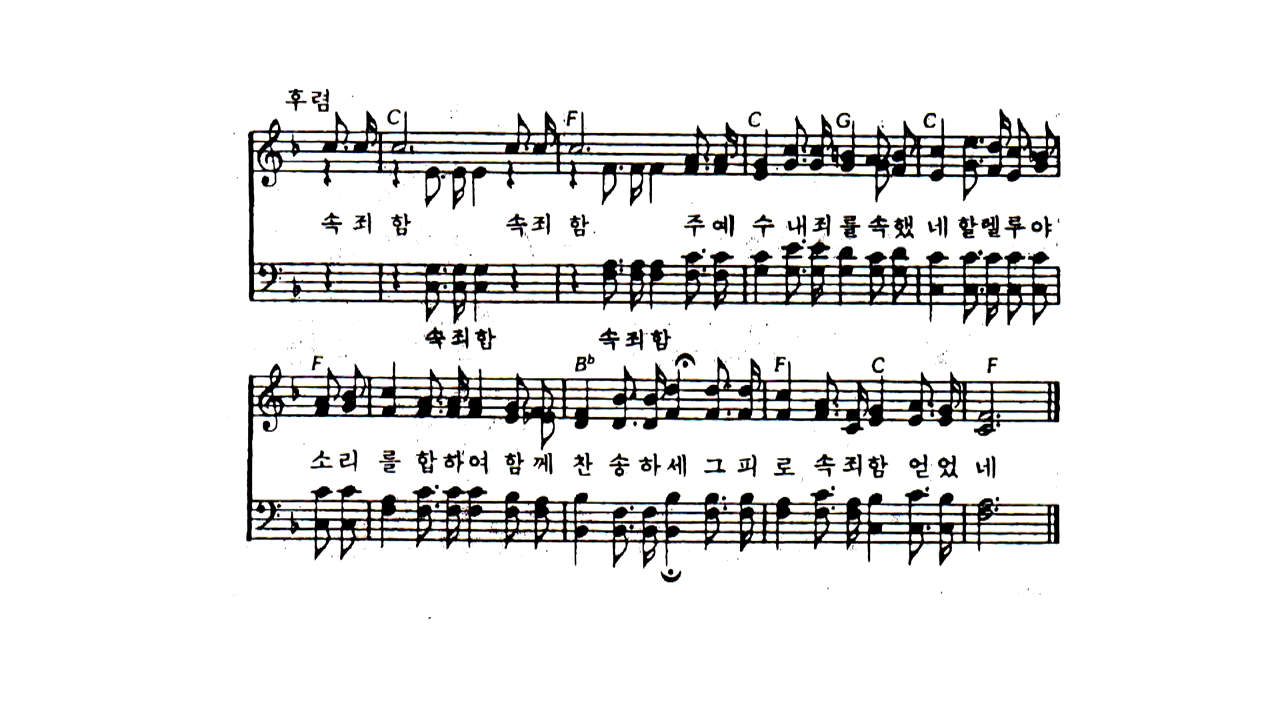 후렴
C F C G C
속 죄 함 속 죄 함 주 예 수 내 죄 를 속 했 네 할 렐 루 야
속 죄 함 속 죄 함
F Bb F C F
소 리 를 합 하 여 함 께 찬 송 하 세 그 피 로 속 죄 함 얻 었 네